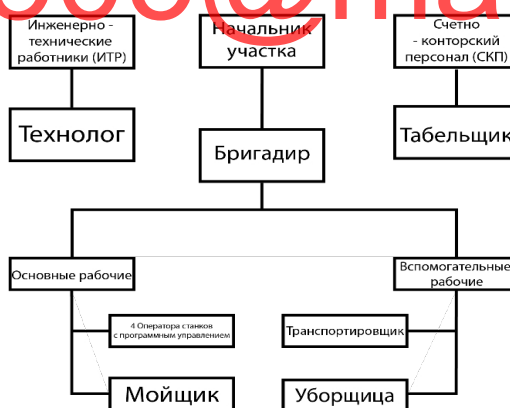 Инженерно -
технические
работники (ИТР)
Начальник
участка
Счетно
- конторский
персонал (СКП)
Технолог
Бригадир
Табельщик
Основные рабочие
Вспомогательные
рабочие
4 Оператора станков
с программным управлением
Транспортировщик
Мойщик
Уборщица